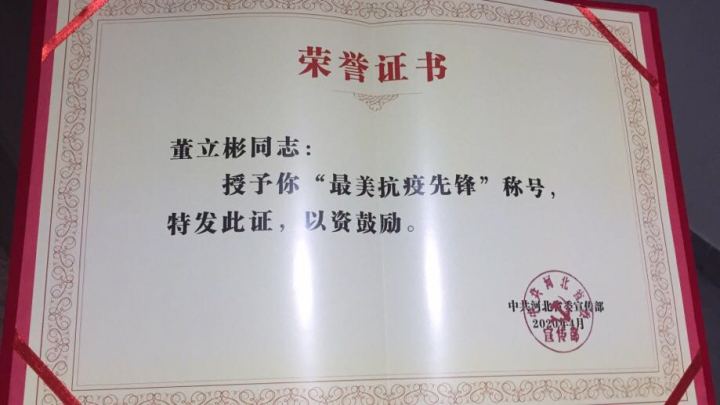 荣誉证书
董立彬同志：
授予你“最美抗疫先锋”称号，
特发此证，以资鼓励。
中共河北省委宣传部
2020年4月